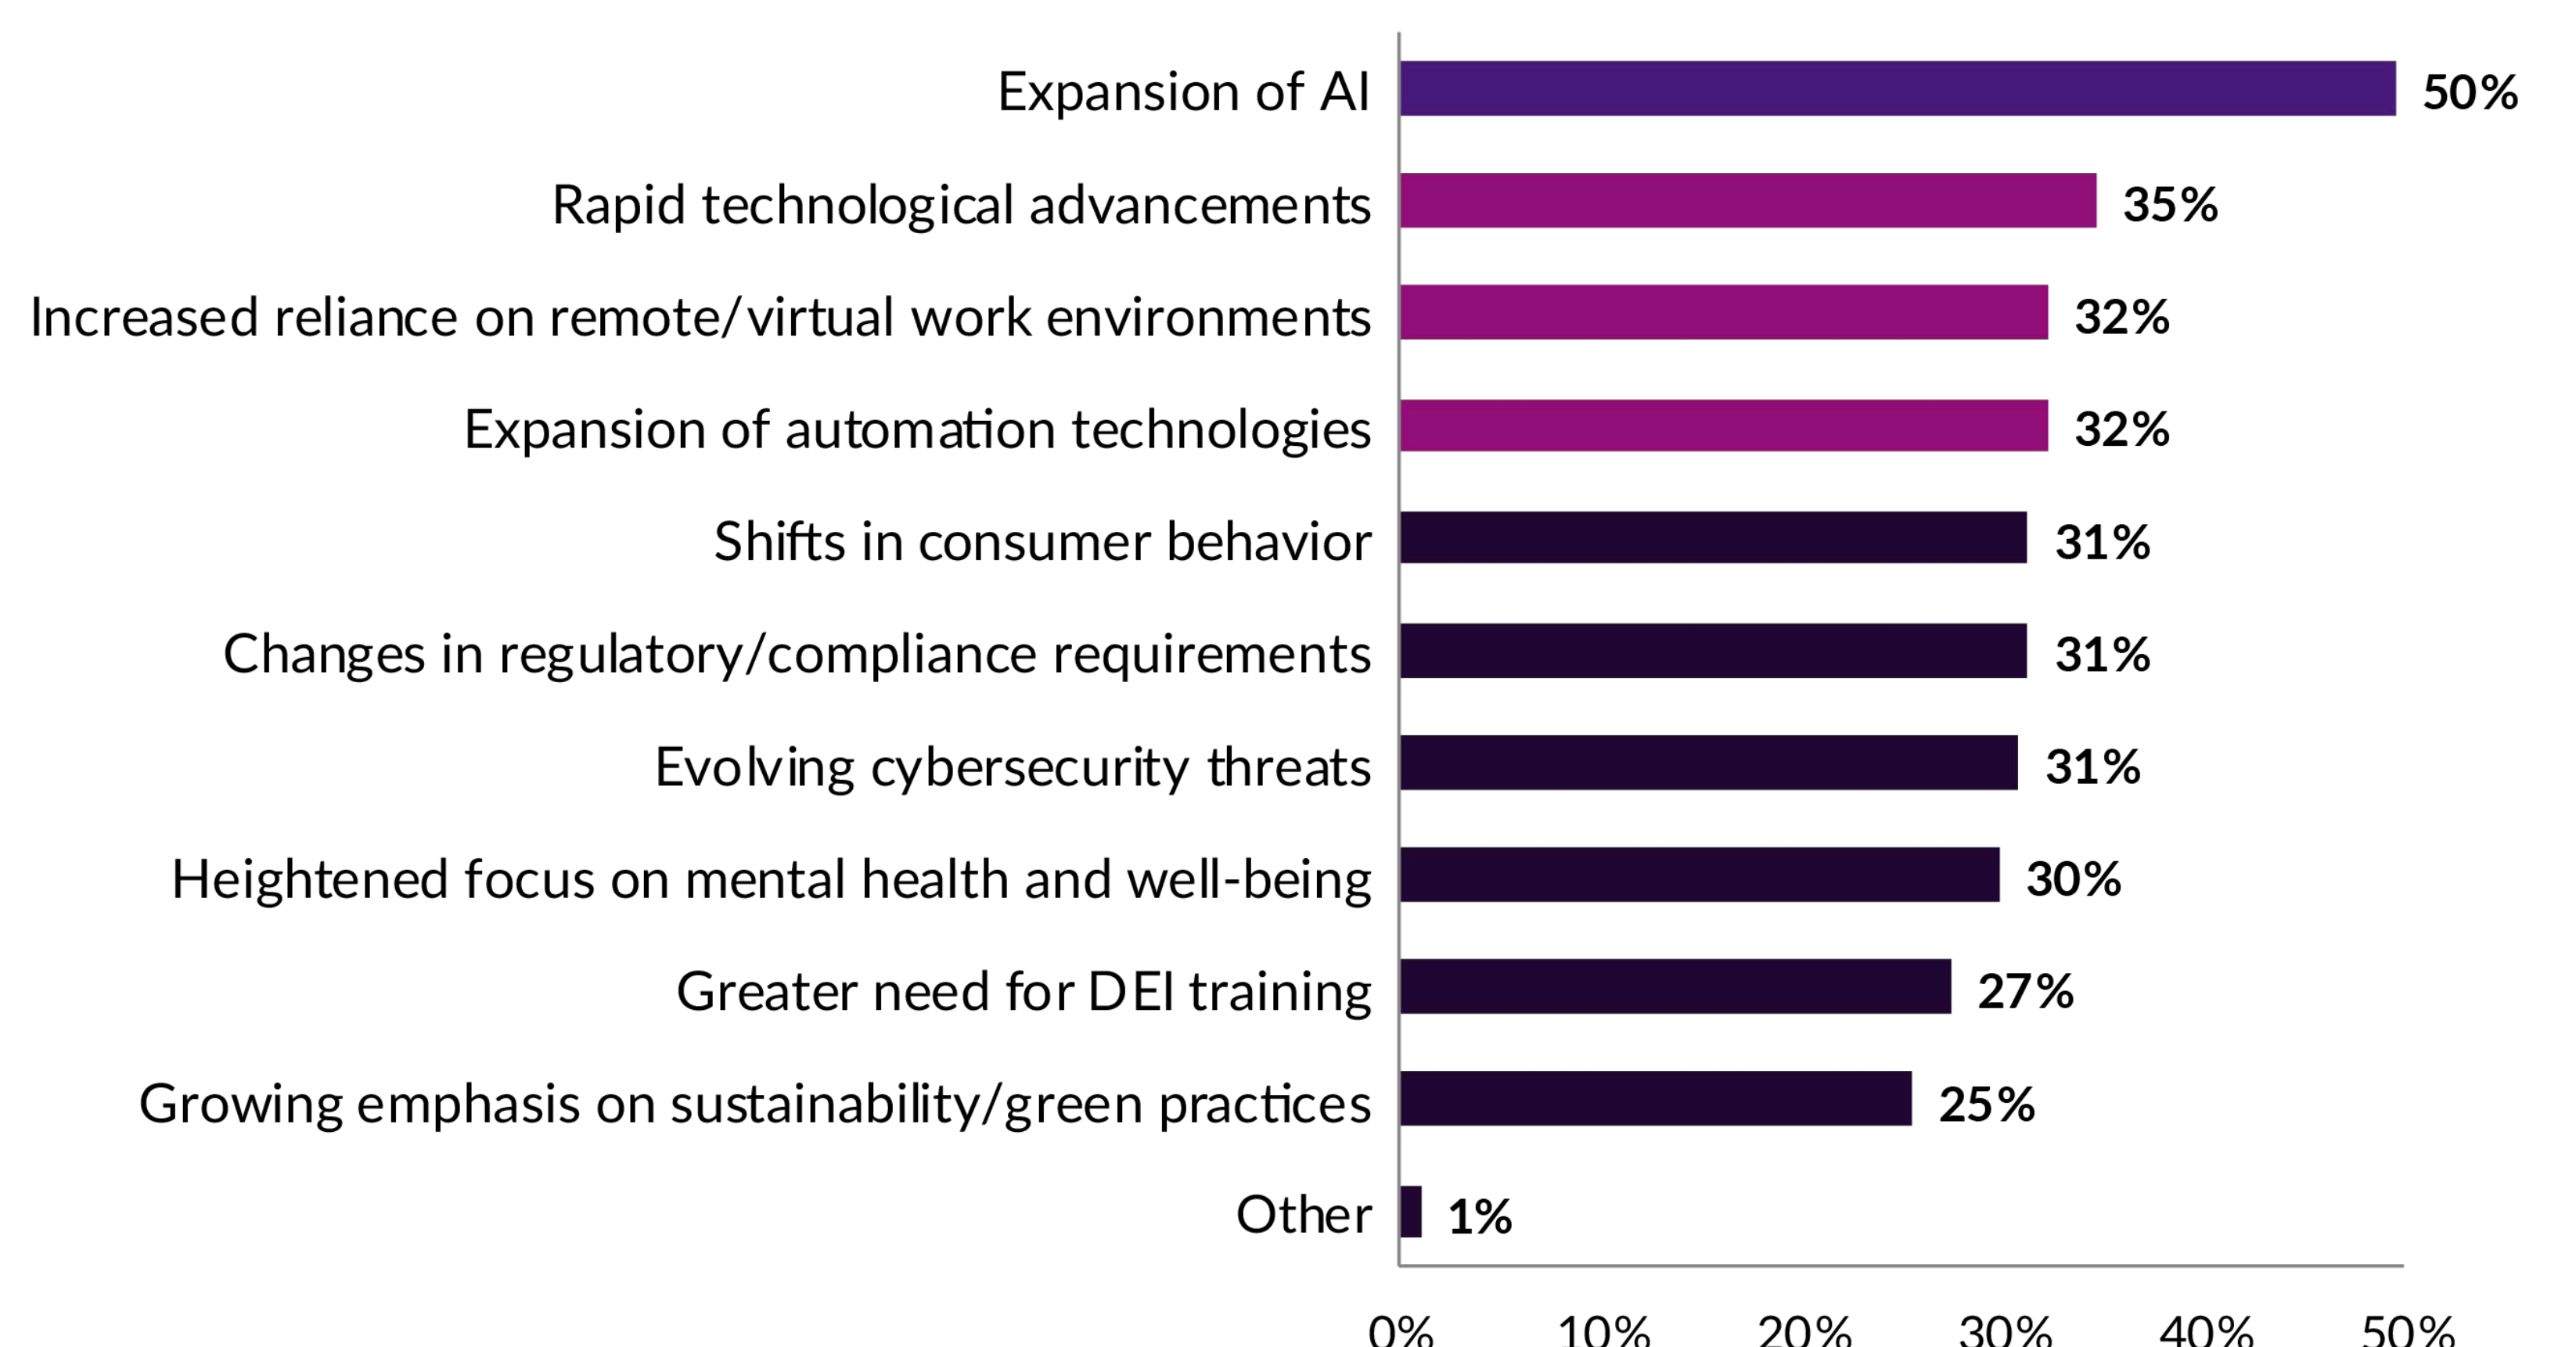 Expansion of AI 50%
Rapid technological advancements 35%
Increased reliance on remote/virtual work environments 32%
Expansion of automation technologies 32%
Shifts in consumer behavior 31%
Changes in regulatory/compliance requirements 31%
Evolving cybersecurity threats 31%
Heightened focus on mental health and well-being 30%
Greater need for DEI training 27%
Growing emphasis on sustainability/green practices 25%
Other 1%
0% 10% 20% 30% 40% 50%